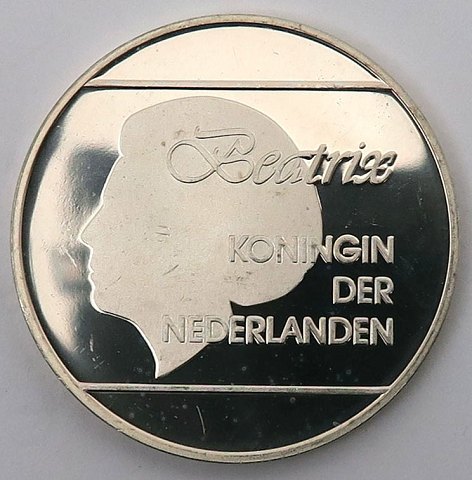 Beatrix
KONINGIN
DER
NEDERLANDEN